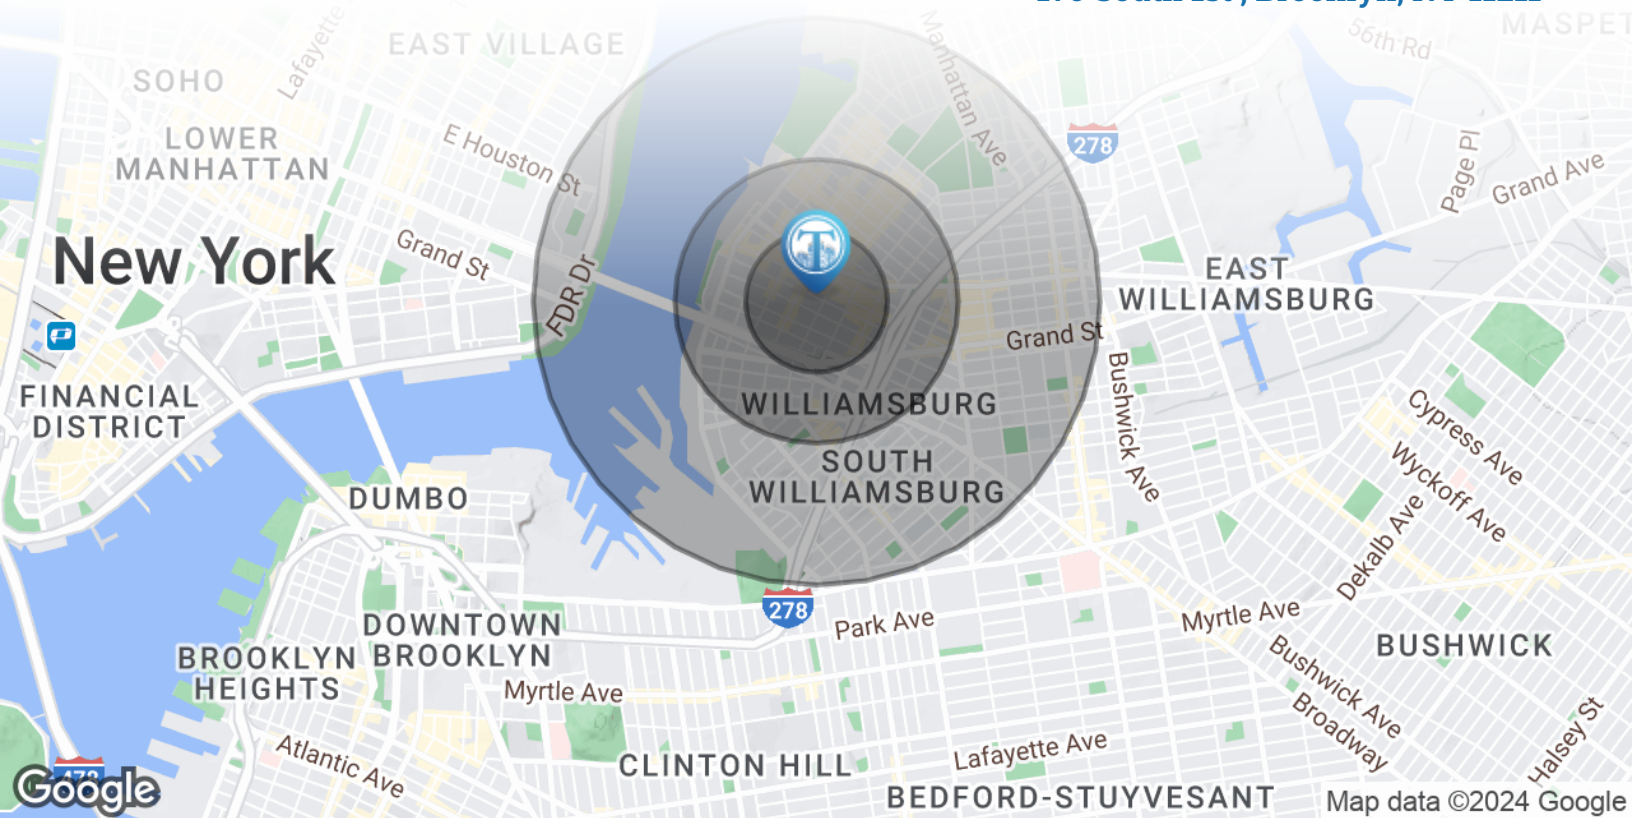 EAST VILLAGE
MASPET
56th Rd
SOHO
Lafayette
Manhattan Ave
LOWER
MANHATTAN
E Houston St
278
Page Pl
Grand Ave
New York
Grand St
FDR Dr
T
EAST
WILLIAMSBURG
Grand St
FINANCIAL
DISTRICT
WILLIAMSBURG
Bushwick Ave
Cypress Ave
SOUTH
WILLIAMSBURG
Wyckoff Ave
DUMBO
Dekalb Ave
278
Park Ave
Myrtle Ave
DOWNTOWN
BROOKLYN
BROOKLYN
HEIGHTS
BUSHWICK
Myrtle Ave
Bushwick Ave
Broadway
Halsey St
Atlantic Ave
CLINTON HILL
Lafayette Ave
478
Google
BEDFORD-STUYVESANT
Map data ©2024 Google